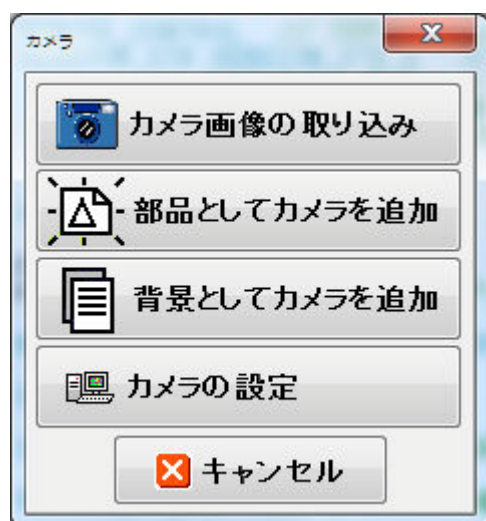 カメラ
カメラ画像の取り込み
部品としてカメラを追加
背景としてカメラを追加
カメラの設定
キャンセル